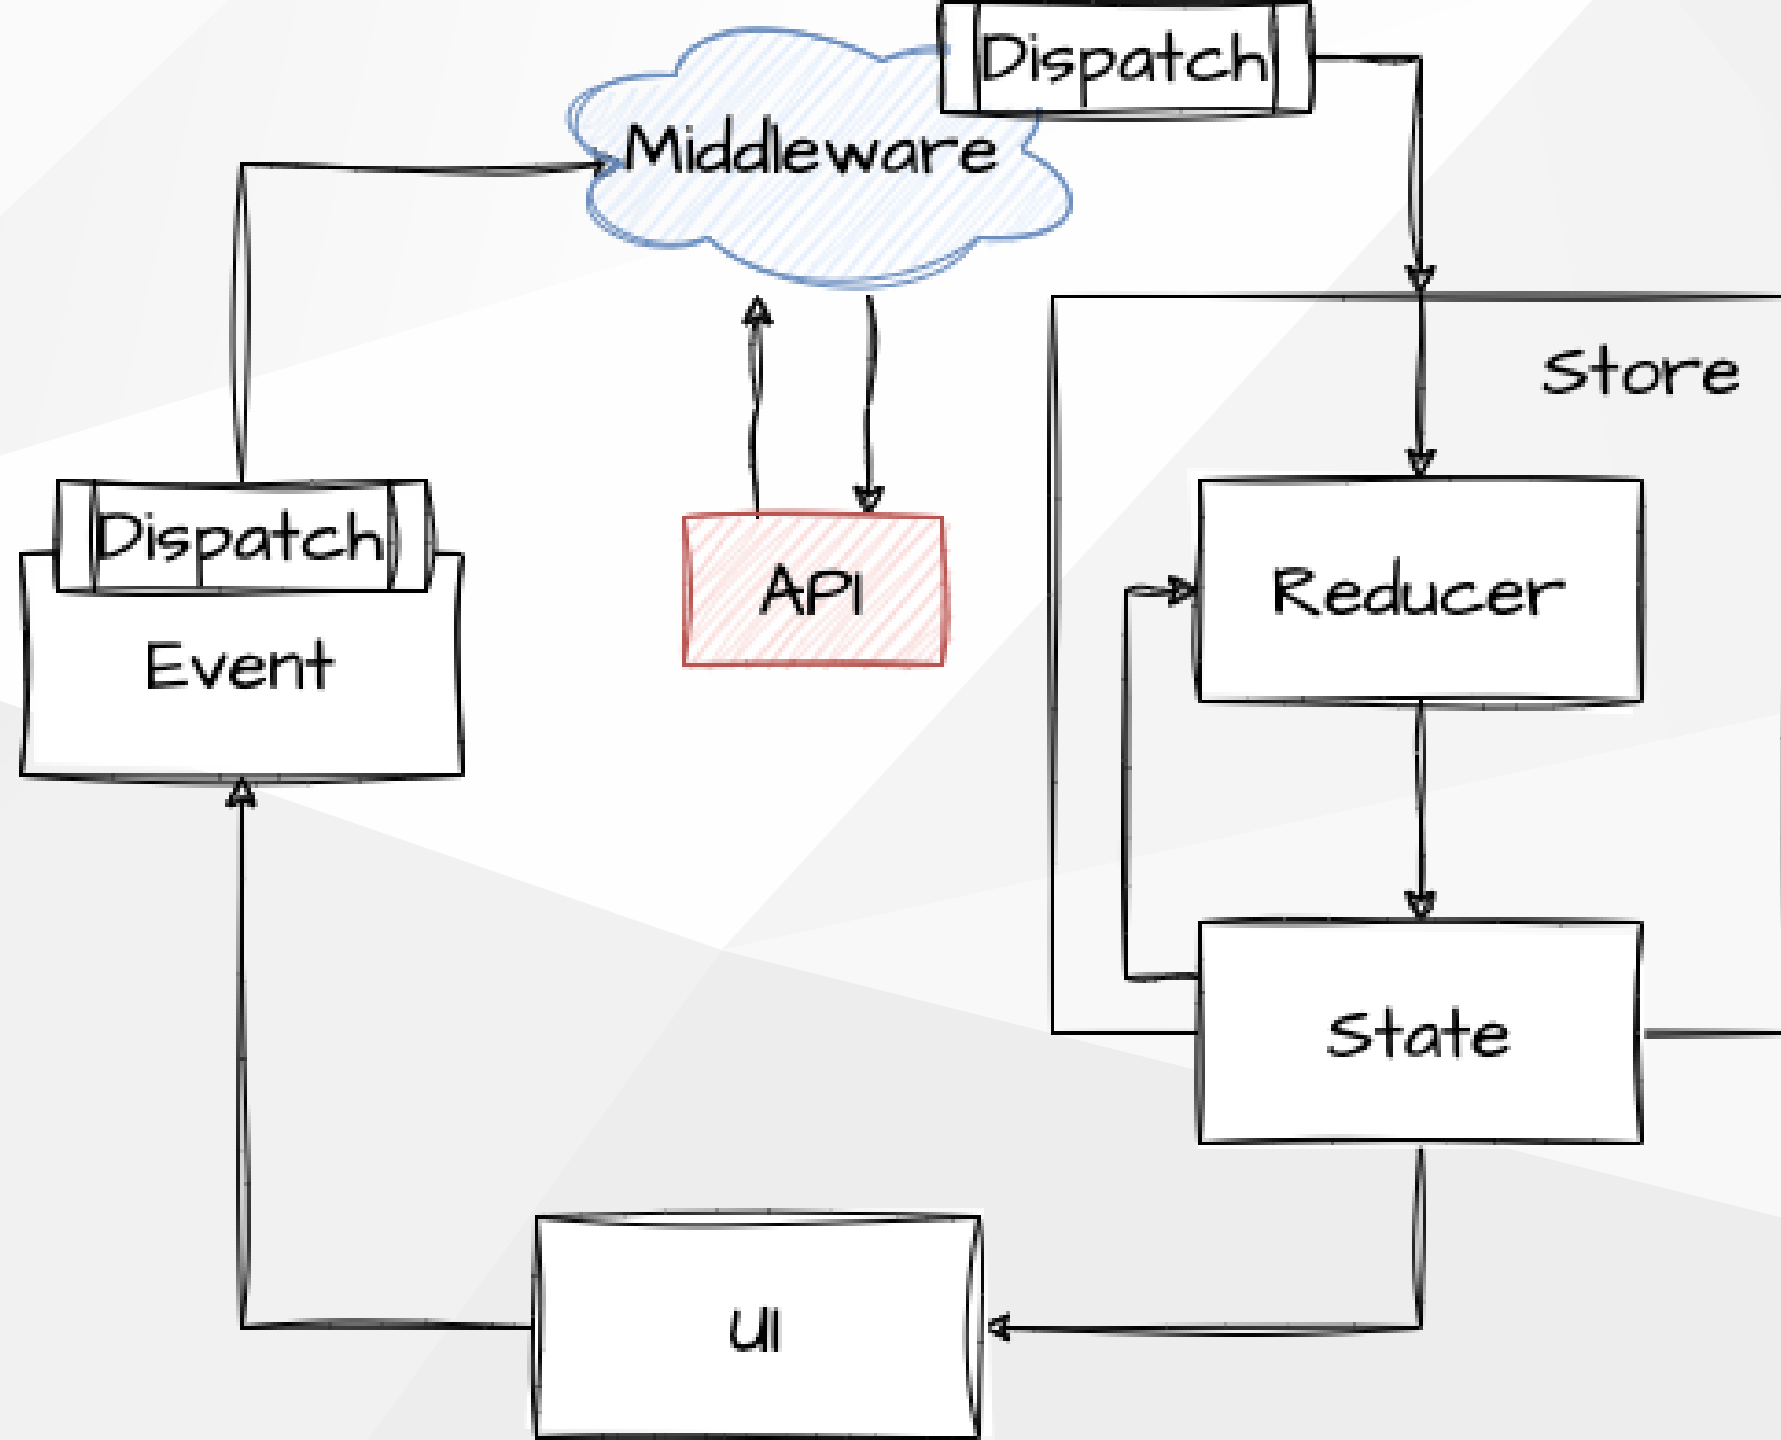 Dispatch
Middleware
Store
Dispatch
Event
API
Reducer
State
UI